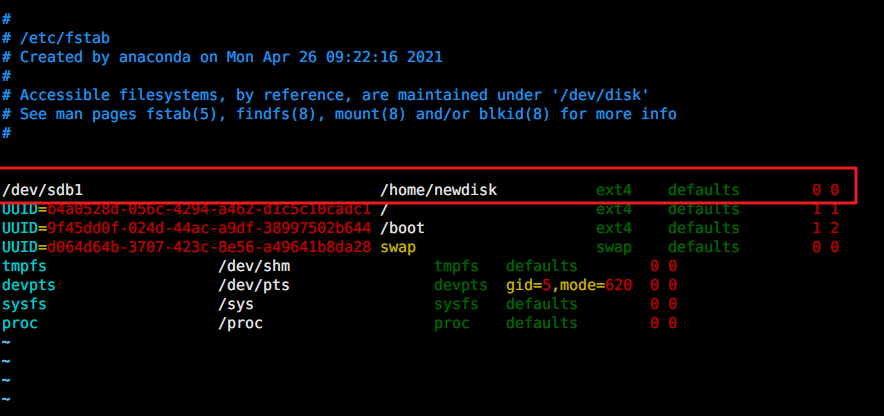 #
# /etc/fstab
# Created by anaconda on Mon Apr 26 09:22:16 2021
#
# Accessible filesystems, by reference, are maintained under '/dev/disk'
# See man pages fstab(5), findfs(8), mount(8) and/or blkid(8) for more info
#
/dev/sdb1 /home/newdisk ext4 defaults 0 0
UUID=b4a0528d-056c-4294-a462-d1c5c10cadc1 / ext4 defaults 1 1
UUID=9f45dd0f-024d-44ac-a9df-38997502b644 /boot ext4 defaults 1 2
UUID=d064d64b-3707-423c-8e56-a49641b8da28 swap swap defaults 0 0
tmpfs /dev/shm tmpfs defaults 0 0
devpts /dev/pts devpts gid=5,mode=620 0 0
sysfs /sys sysfs defaults 0 0
proc /proc proc defaults 0 0
~
~
~
~